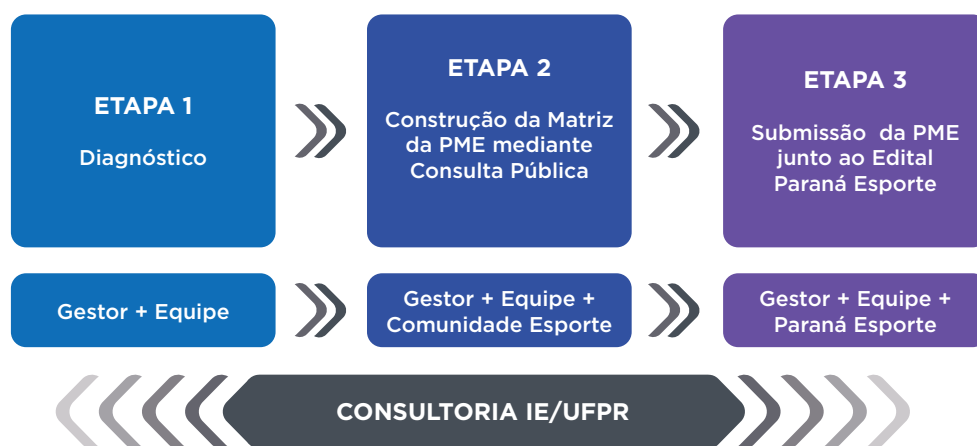 ETAPA 1
Diagnóstico
ETAPA 2
Construção da Matriz
da PME mediante
Consulta Pública
ETAPA 3
Submissão da PME
junto ao Edital
Paraná Esporte
Gestor + Equipe
Gestor + Equipe +
Comunidade Esporte
Gestor + Equipe +
Paraná Esporte
CONSULTORIA IE/UFPR